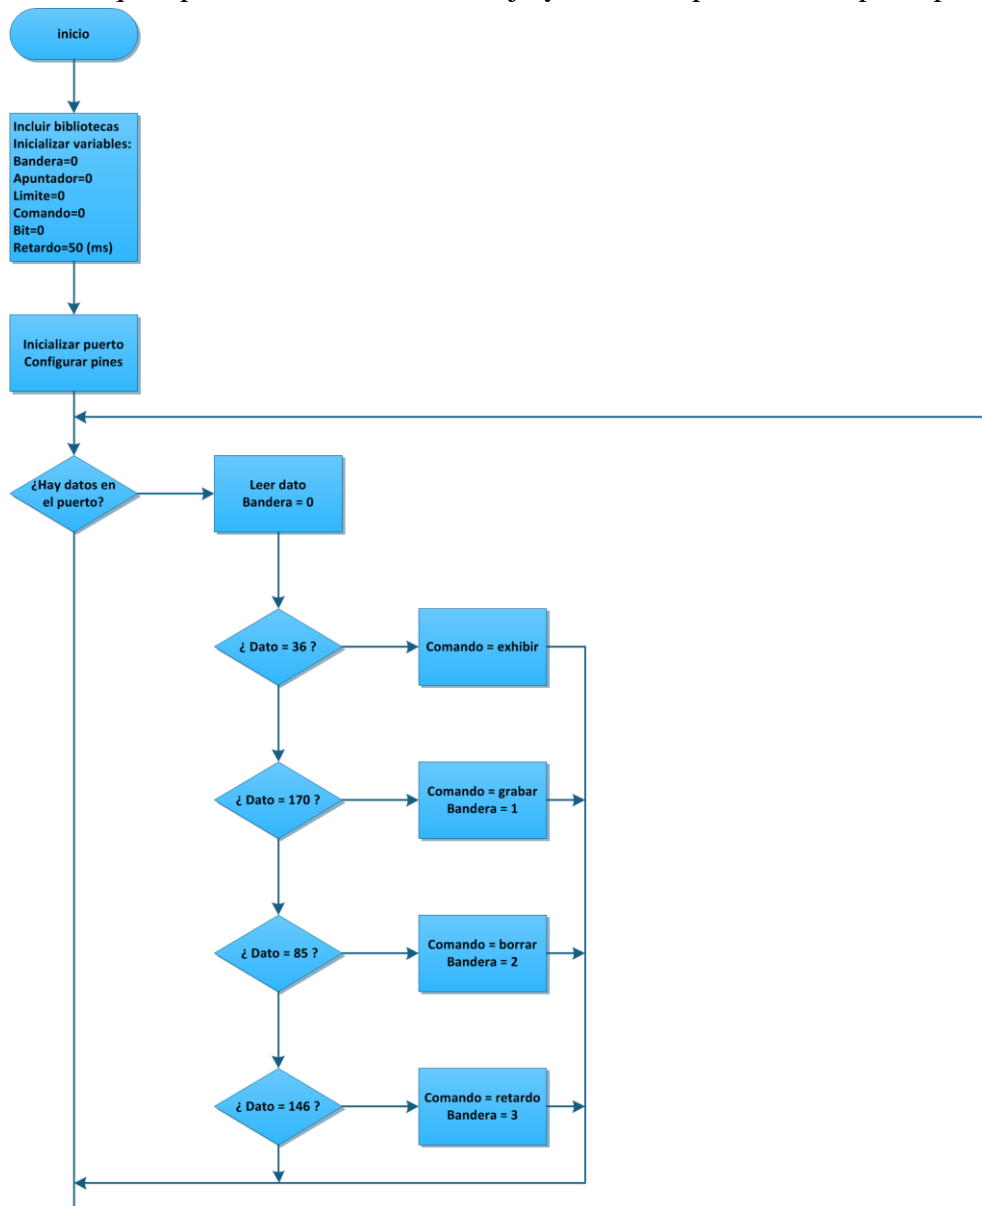 inicio
Incluir bibliotecas
Inicializar variables:
Bandera=0
Apuntador=0
Limite=0
Comando=0
Bit=0
Retardo=50 (ms)
Inicializar puerto
Configurar pines
¿Hay datos en
el puerto?
Leer dato
Bandera = 0
¿ Dato = 36 ?
Comando = exhibir
¿ Dato = 170 ?
Comando = grabar
Bandera = 1
¿ Dato = 85 ?
Comando = borrar
Bandera = 2
¿ Dato = 146 ?
Comando = retardo
Bandera = 3